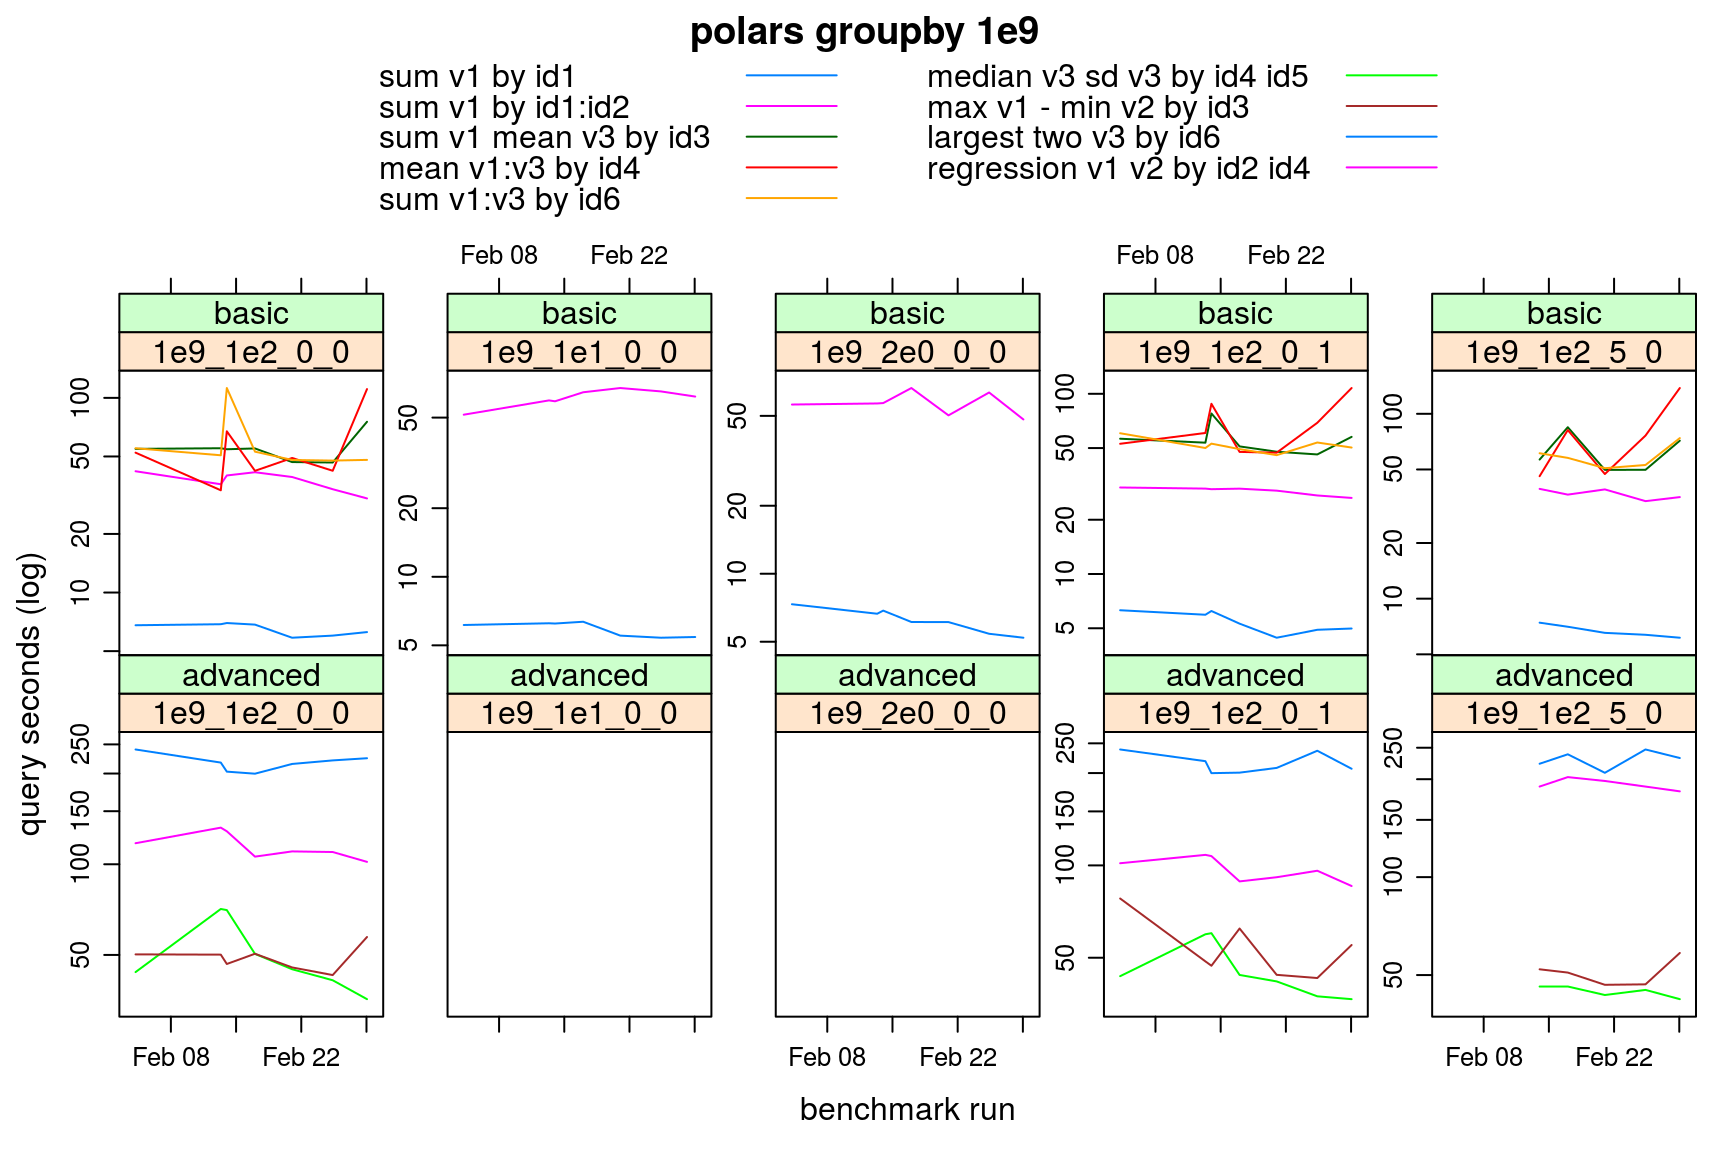 polars groupby 1e9
sum v1 by id1
sum v1 by id1:id2
sum v1 mean v3 by id3
mean v1:v3 by id4
sum v1:v3 by id6
median v3 sd v3 by id4 id5
max v1 - min v2 by id3
largest two v3 by id6
regression v1 v2 by id2 id4
Feb 08 Feb 22 Feb 08 Feb 22
basic basic basic basic basic
1e9_1e2_0_0 1e9_1e1_0_0 1e9_2e0_0_0 1e9_1e2_0_1 1e9_1e2_5_0
100
50
20
10
50
20
10
5
50
20
10
5
100
50
20
10
5
100
50
20
10
advanced advanced advanced advanced advanced
1e9_1e2_0_0 1e9_1e1_0_0 1e9_2e0_0_0 1e9_1e2_0_1 1e9_1e2_5_0
250
150
100
50
250
150
100
50
250
150
100
50
Feb 08 Feb 22 Feb 08 Feb 22 Feb 08 Feb 22
query seconds (log)
benchmark run